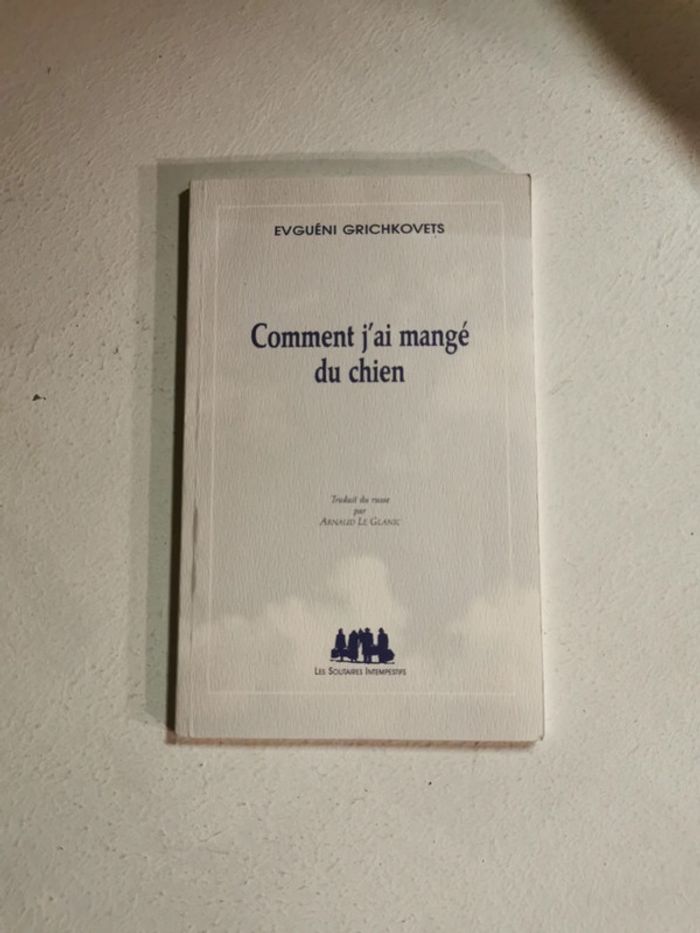 EVGUÉNI GRICHKOVETS
Comment j'ai mangé
du chien
Traduit du russe
par
ARNAUD LE GLANIC
LES SOLITAIRES INTEMPESTIFS